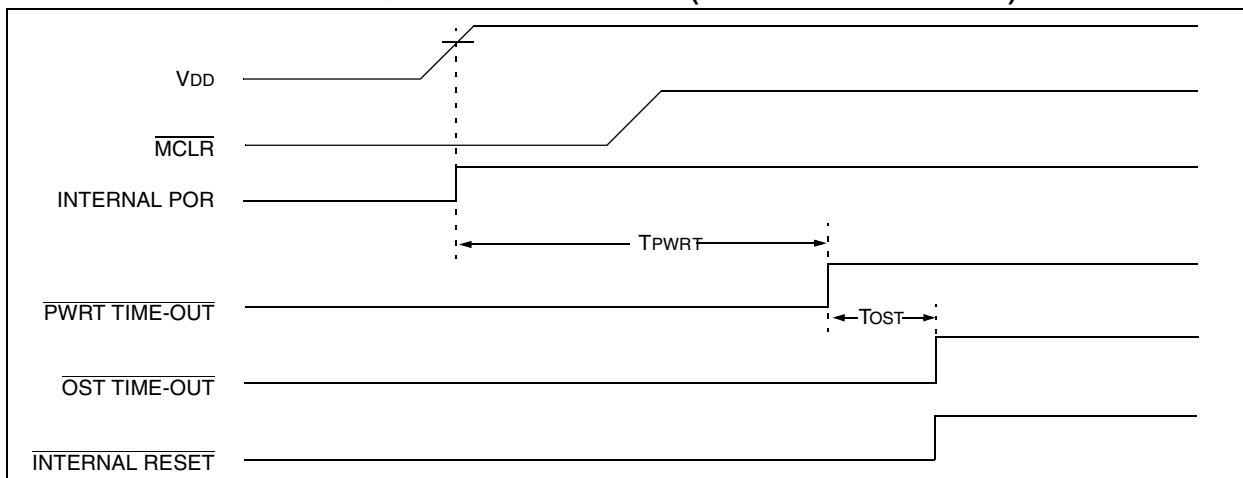 VDD
MCLR
INTERNAL POR
TPWRT
PWRT TIME-OUT
TOST
OST TIME-OUT
INTERNAL RESET